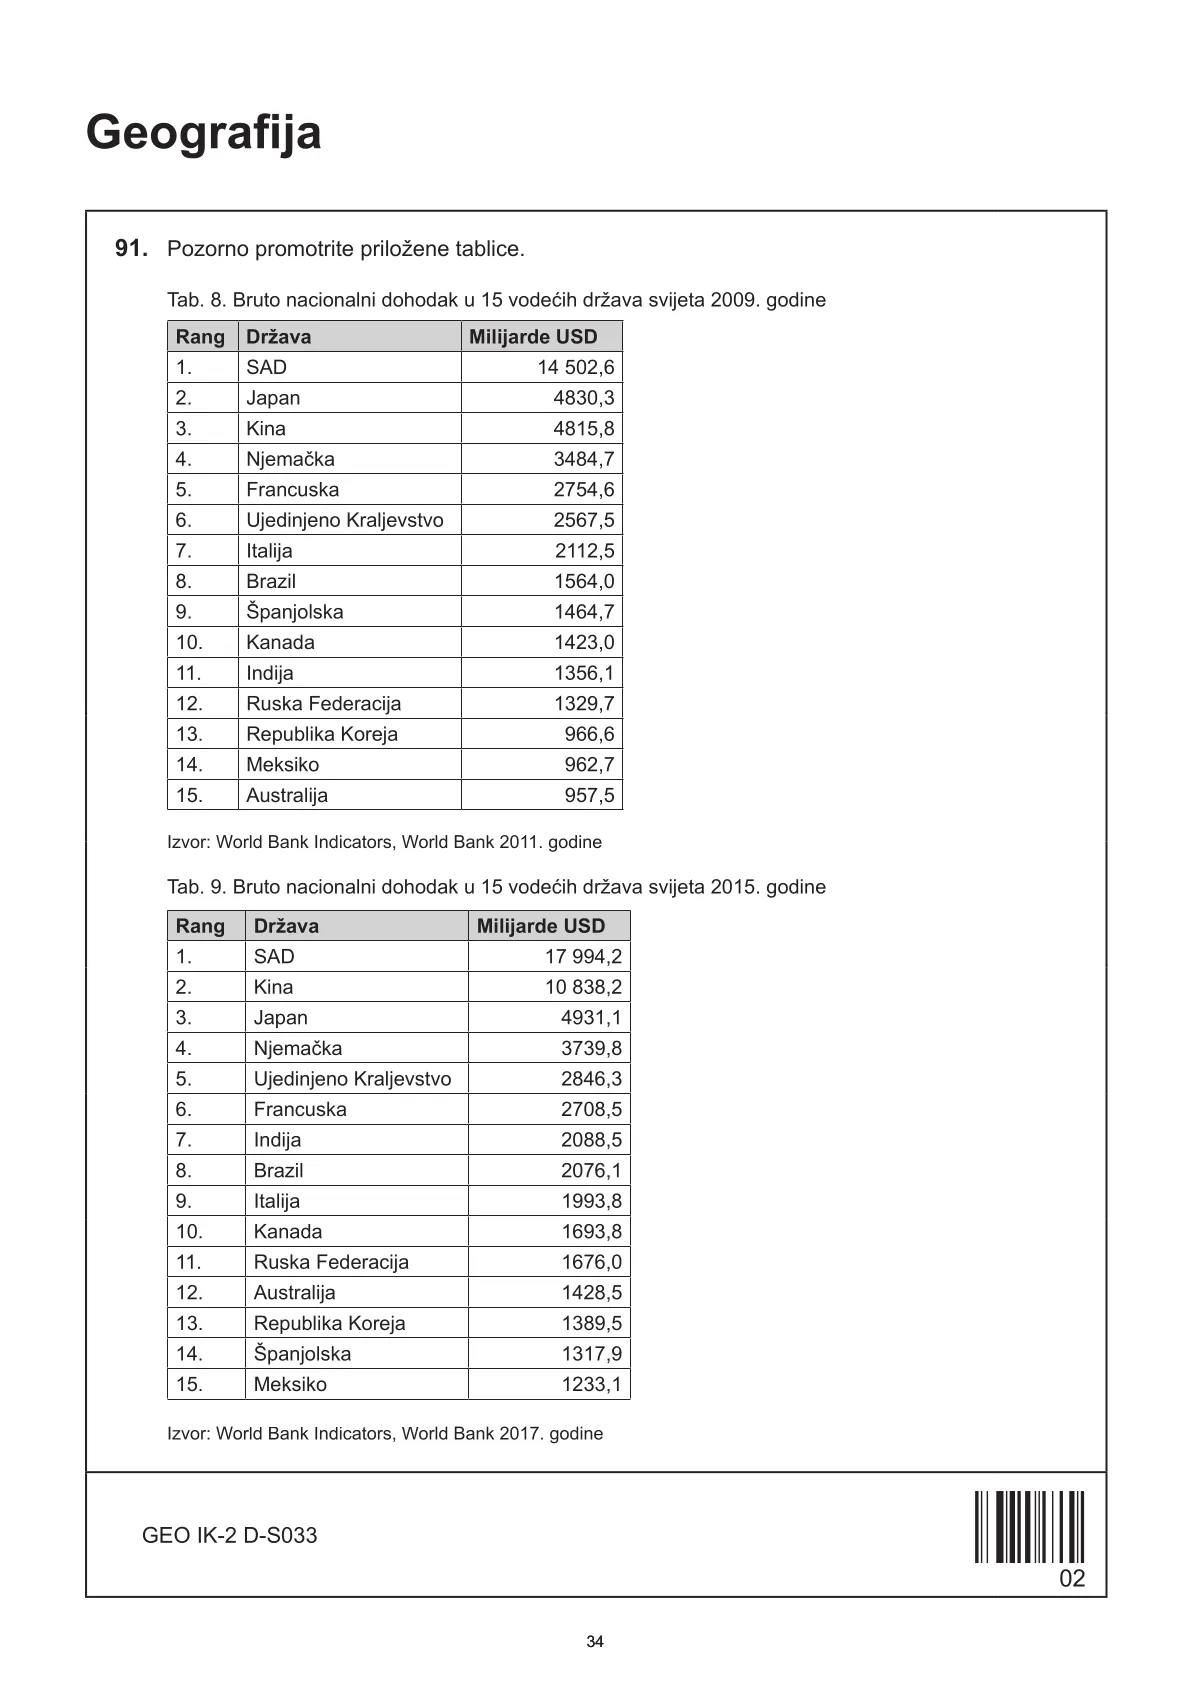 Geografija
91. Pozorno promotrite priložene tablice.
Tab. 8. Bruto nacionalni dohodak u 15 vodećih država svijeta 2009. godine
Rang Država Milijarde USD
1. SAD 14 502,6
2. Japan 4830,3
3. Kina 4815,8
4. Njemačka 3484,7
5. Francuska 2754,6
6. Ujedinjeno Kraljevstvo 2567,5
7. Italija 2112,5
8. Brazil 1564,0
9. Španjolska 1464,7
10. Kanada 1423,0
11. Indija 1356,1
12. Ruska Federacija 1329,7
13. Republika Koreja 966,6
14. Meksiko 962,7
15. Australija 957,5
Izvor: World Bank Indicators, World Bank 2011. godine
Tab. 9. Bruto nacionalni dohodak u 15 vodećih država svijeta 2015. godine
Rang Država Milijarde USD
1. SAD 17 994,2
2. Kina 10 838,2
3. Japan 4931,1
4. Njemačka 3739,8
5. Ujedinjeno Kraljevstvo 2846,3
6. Francuska 2708,5
7. Indija 2088,5
8. Brazil 2076,1
9. Italija 1993,8
10. Kanada 1693,8
11. Ruska Federacija 1676,0
12. Australija 1428,5
13. Republika Koreja 1389,5
14. Španjolska 1317,9
15. Meksiko 1233,1
Izvor: World Bank Indicators, World Bank 2017. godine
GEO IK-2 D-S033
02
34